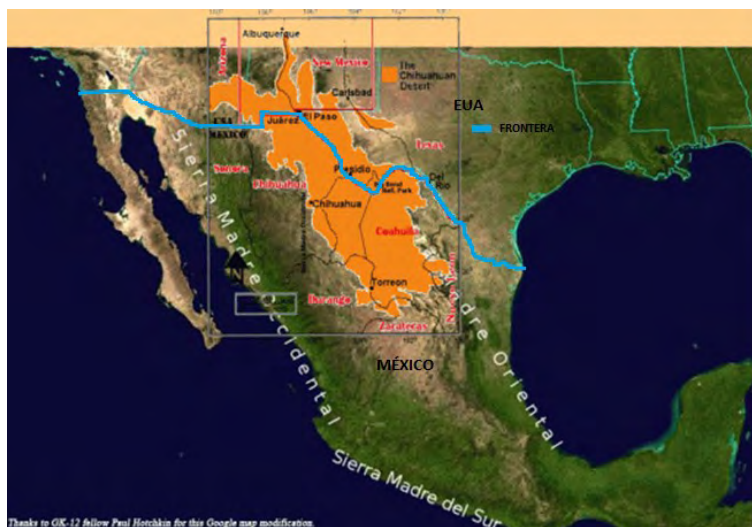 Albuquerque
Arizona
New Mexico
The
Chihuahuan
Desert
Carlsbad
EUA
FRONTERA
USA
MEXICO
Juárez
El Paso
Texas
Sonora
Presidio
Del
Rio
Big Bend
Nat. Park
Chihuahua
Chihuahua
Coahuila
Sierra Madre Occidental
Sierra Madre Oriental
N
Torreon
Durango
Nuevo Leon
Zacatecas
MÉXICO
Sierra Madre del Sur
Thanks to GK-12 fellow Paul Hotchkin for this Google map modification.